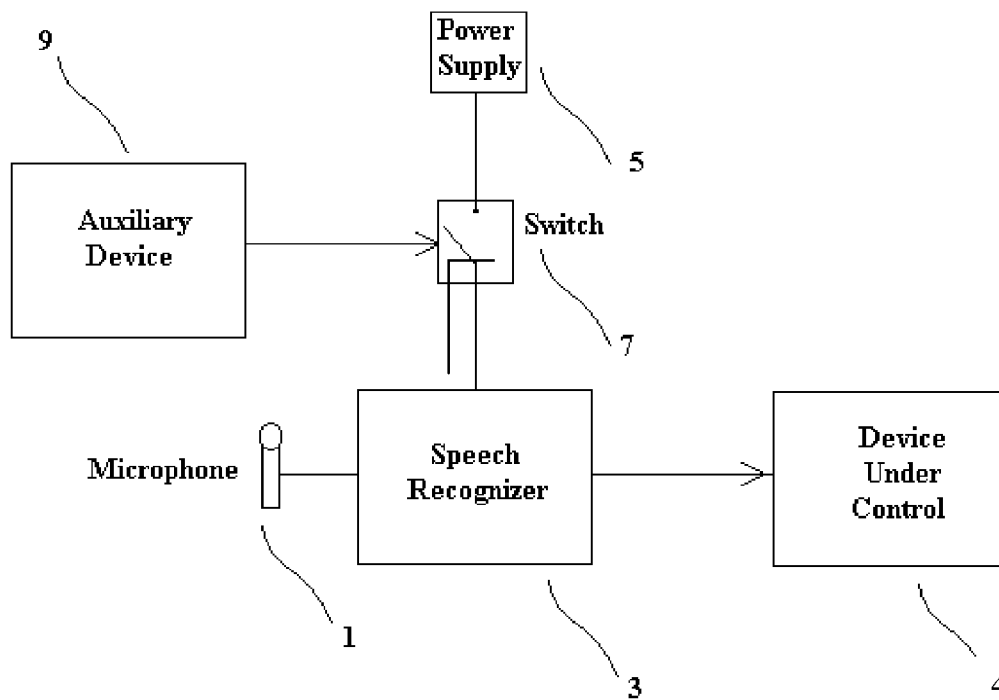 9
Power
Supply
5
Auxiliary
Device
Switch
7
Microphone
Speech
Recognizer
Device
Under
Control
1
3
4